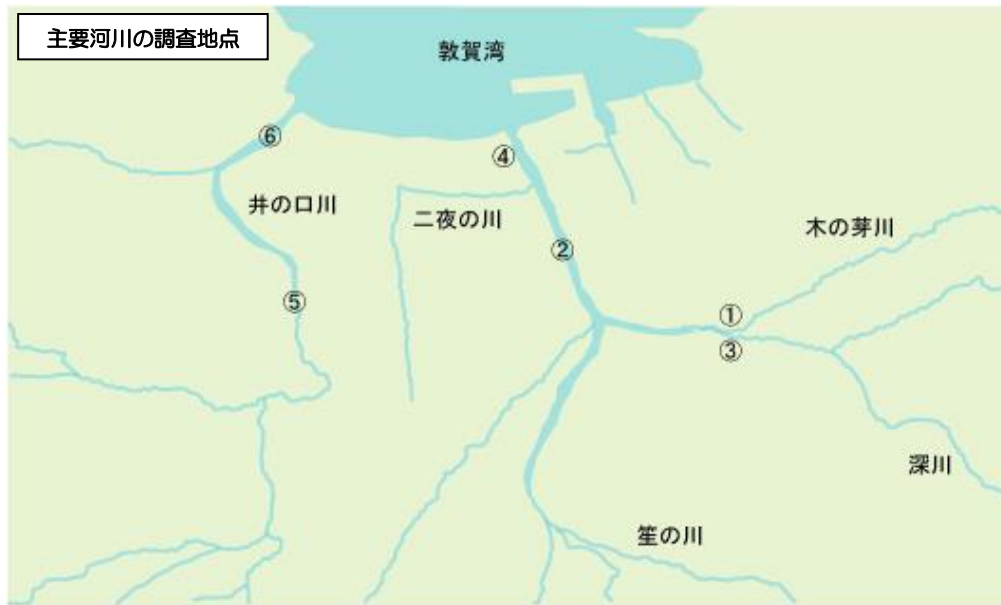 主要河川の調査地点
敦賀湾
⑥
④
井の口川
二夜の川
木の芽川
②
⑤
①
③
深川
笙の川